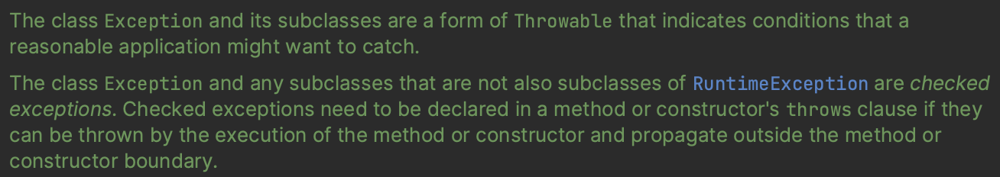 The class Exception and its subclasses are a form of Throwable that indicates conditions that a
reasonable application might want to catch.
The class Exception and any subclasses that are not also subclasses of RuntimeException are checked
exceptions. Checked exceptions need to be declared in a method or constructor's throws clause if they
can be thrown by the execution of the method or constructor and propagate outside the method or
constructor boundary.